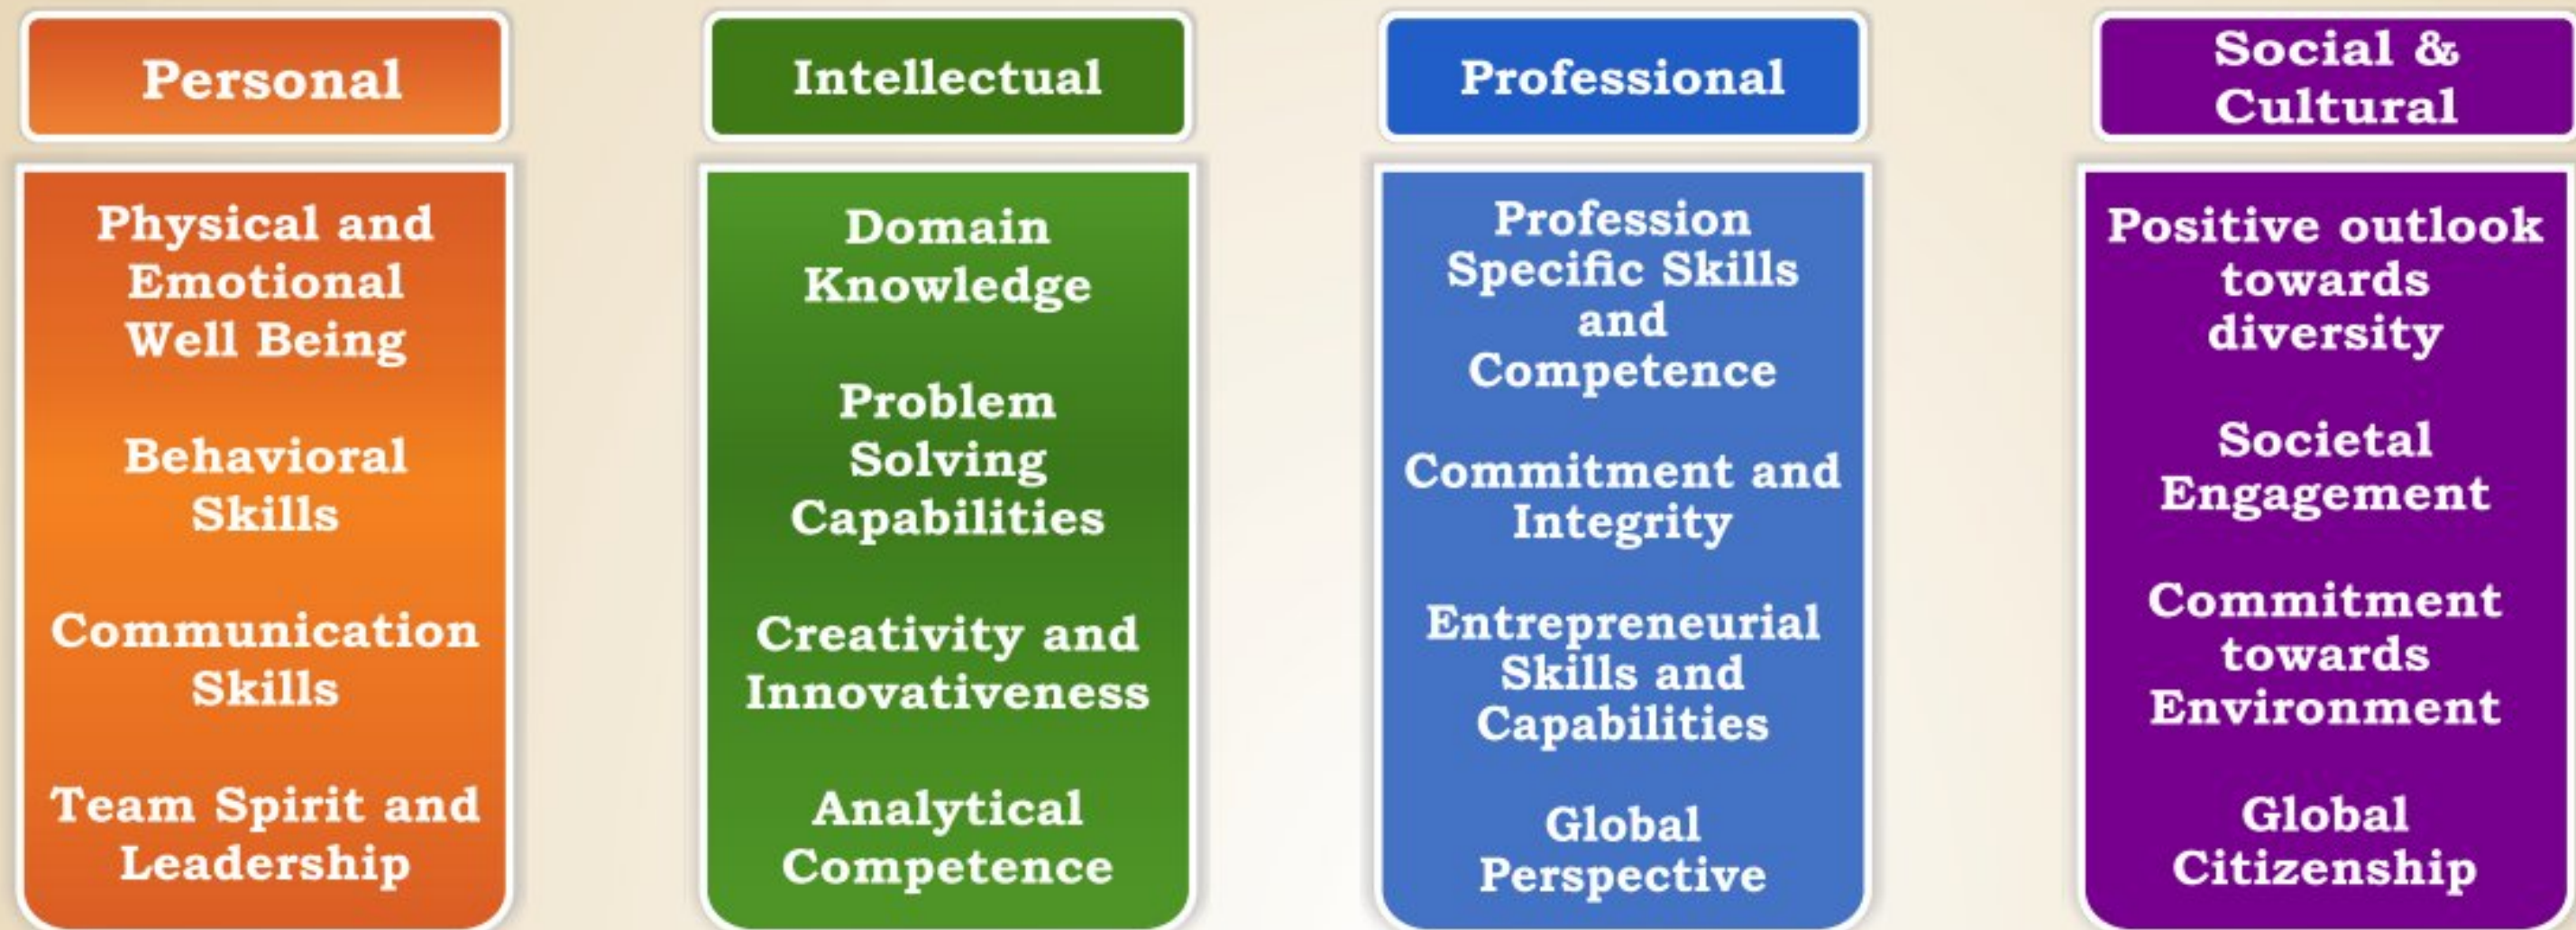 Personal
Physical and
Emotional
Well Being
Behavioral
Skills
Communication
Skills
Team Spirit and
Leadership
Intellectual
Domain
Knowledge
Problem
Solving
Capabilities
Creativity and
Innovativeness
Analytical
Competence
Professional
Profession
Specific Skills
and
Competence
Commitment and
Integrity
Entrepreneurial
Skills and
Capabilities
Global
Perspective
Social &
Cultural
Positive outlook
towards
diversity
Societal
Engagement
Commitment
towards
Environment
Global
Citizenship